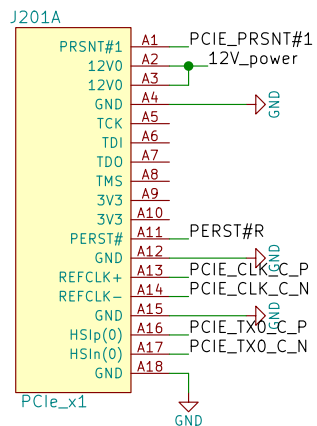 J201A
PRSNT#1 A1 PCIE_PRSNT#1
12V0 A2 12V_power
12V0 A3
GND A4 GND
TCK A5
TDI A6
TDO A7
TMS A8
3V3 A9
3V3 A10
PERST# A11 PERST#R
GND A12 GND
REFCLK+ A13 PCIE_CLK_C_P
REFCLK- A14 PCIE_CLK_C_N
GND A15 GND
HSIp(0) A16 PCIE_TX0_C_P
HSIn(0) A17 PCIE_TX0_C_N
GND A18
PCIe_x1
GND